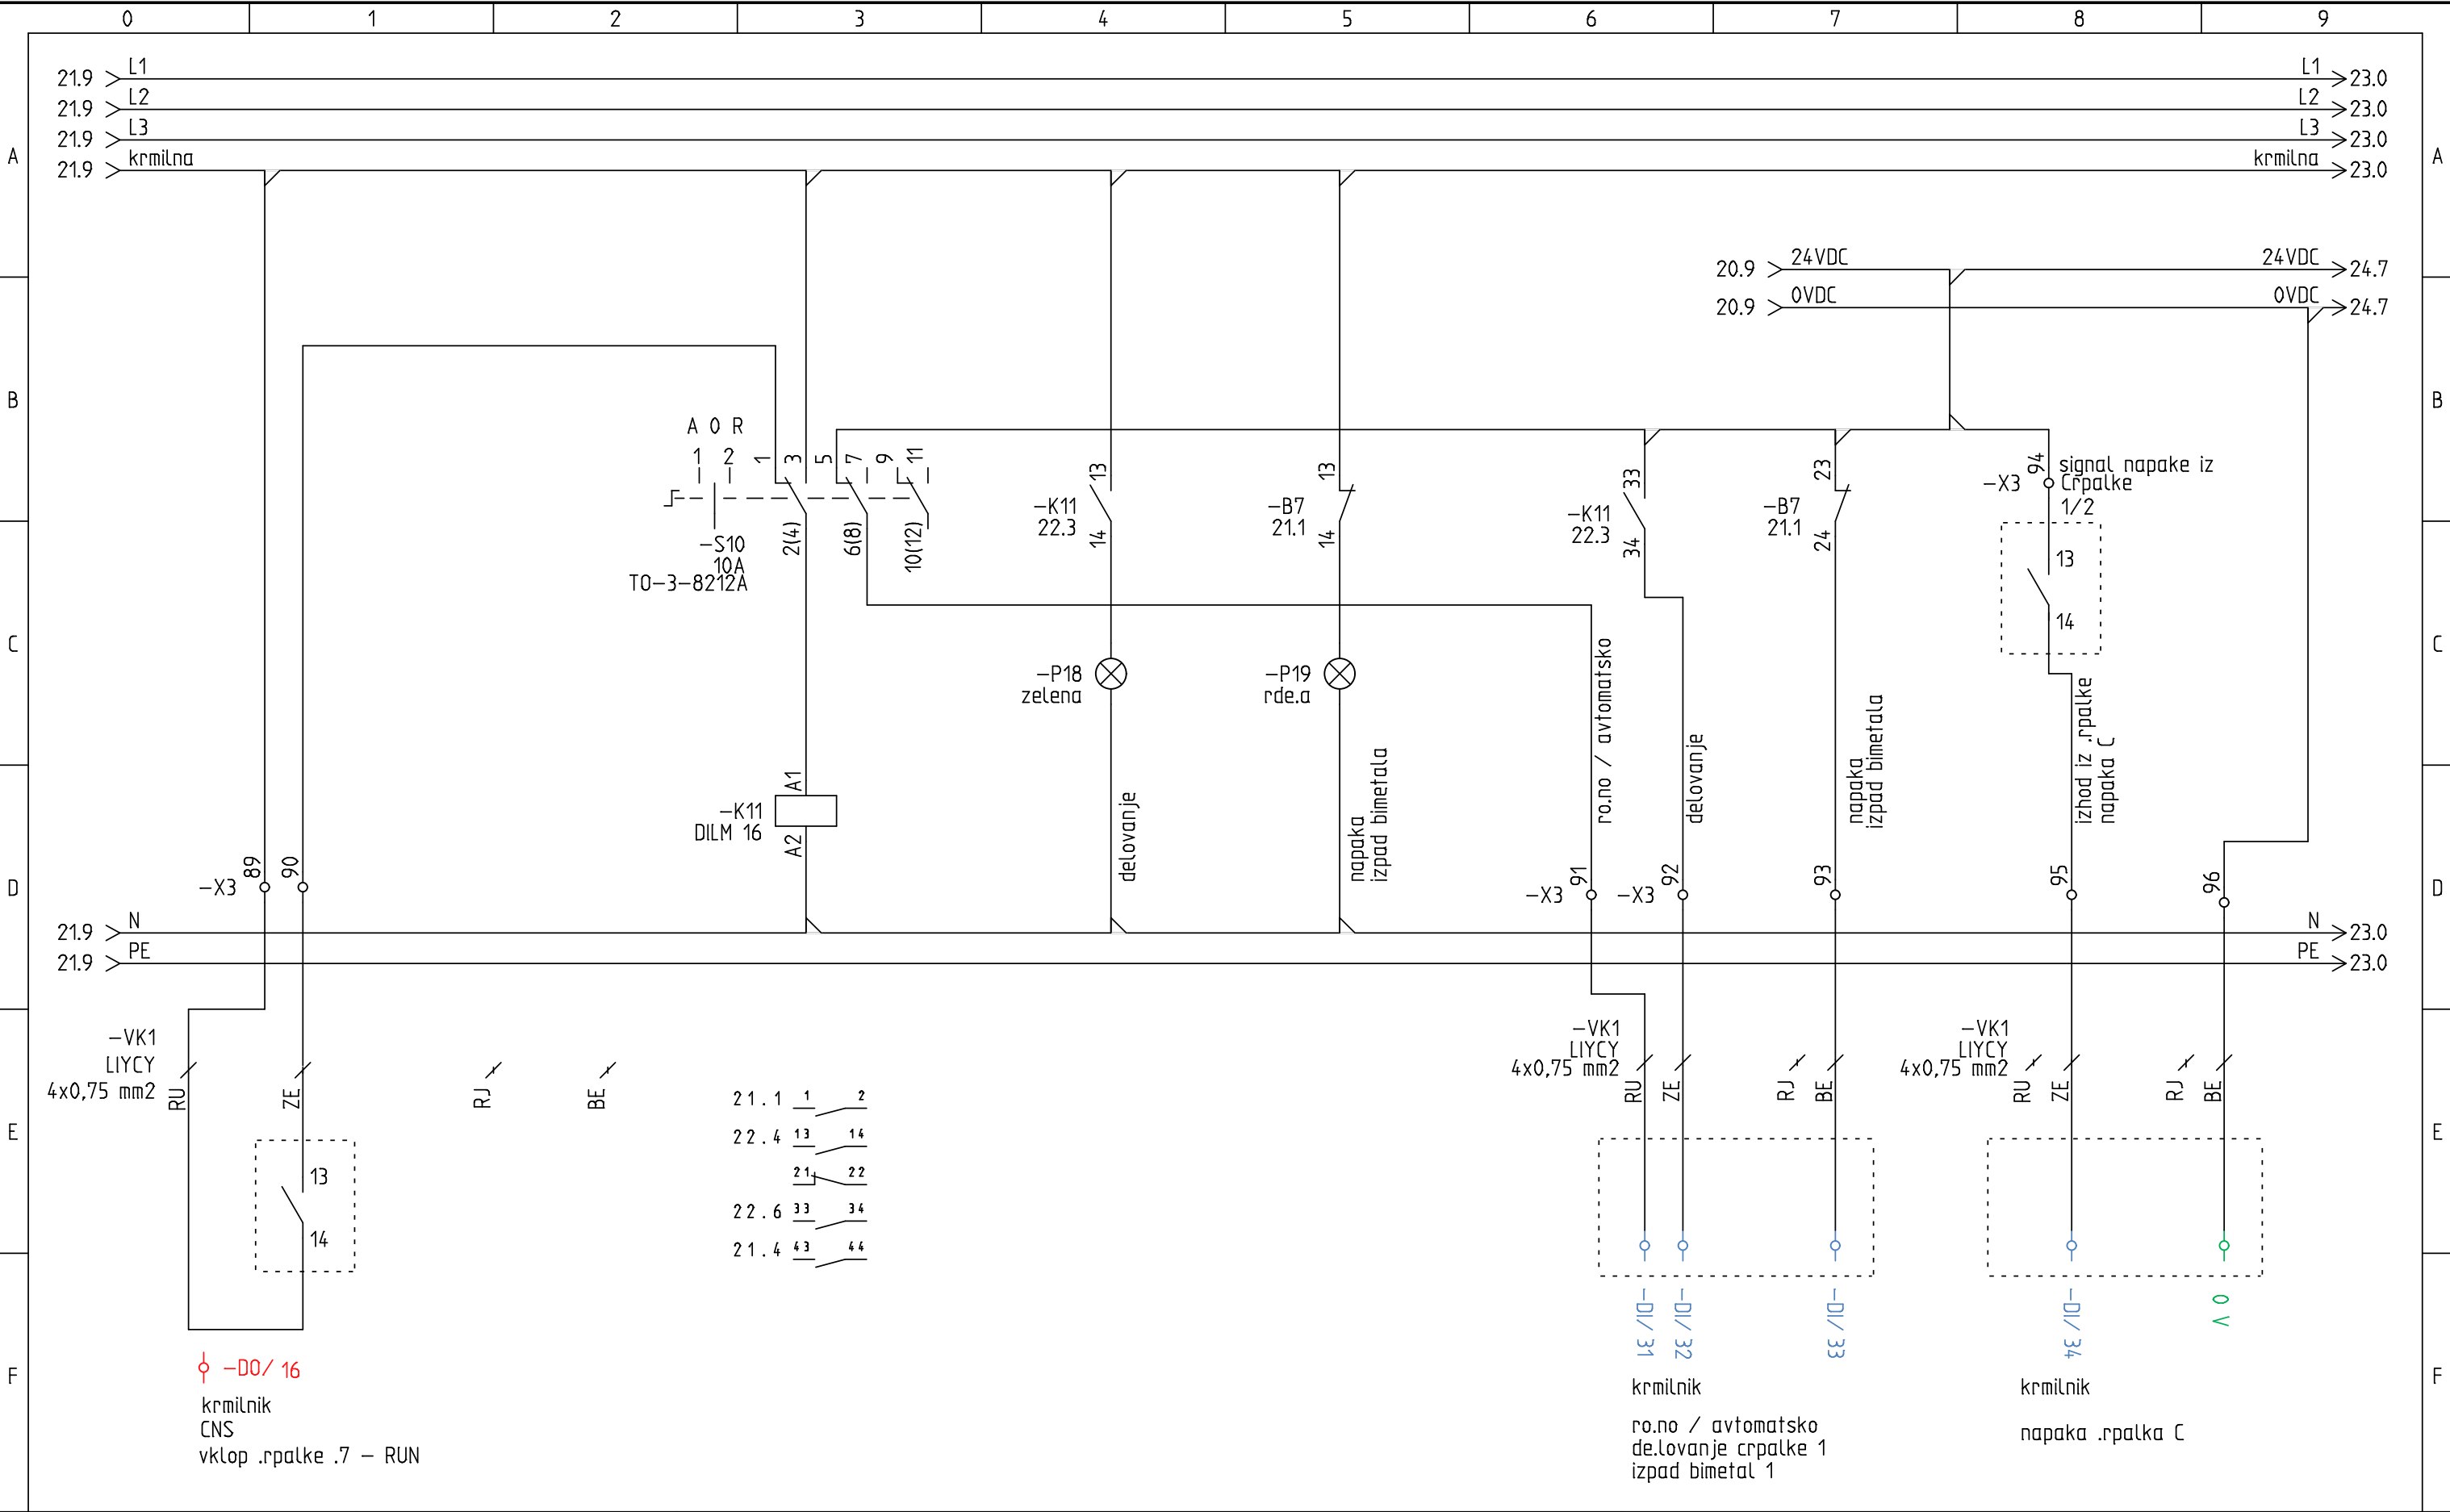 0 1 2 3 4 5 6 7 8 9
21.9 L1 L1 23.0
21.9 L2 L2 23.0
21.9 L3 L3 23.0
A A
21.9 krmilna krmilna 23.0
20.9 24VDC 24VDC 24.7
20.9 0VDC 0VDC 24.7
B B
A 0 R
1 2
1 3 5 7 9 11
2(4) 6(8) 10(12)
-S10
10A
TO-3-8212A
13
-K11
22.3
14
13
-B7
21.1
14
33
-K11
22.3
34
23
-B7
21.1
24
94
-X3
signal napake iz
Crpalke
1/2
13
14
C C
-P18
zelena
-P19
rde.a
delovanje
napaka
izpad bimetala
ro.no / avtomatsko
delovanje
napaka
izpad bimetala
izhod iz .rpalke
napaka C
A1
-K11
DILM 16
A2
D D
-X3 89 90
-X3 91 -X3 92 93 95 96
21.9 N N 23.0
21.9 PE PE 23.0
-VK1
LIYCY
4x0,75 mm2
RU ZE RJ BE
-VK1
LIYCY
4x0,75 mm2
RU ZE RJ BE
-VK1
LIYCY
4x0,75 mm2
RU ZE RJ BE
E E
21.1 1 2
22.4 13 14
21 22
22.6 33 34
21.4 43 44
13
14
-DI/ 31
-DI/ 32
-DI/ 33
-DI/ 34
0 V
F F
-DO/ 16
krmilnik
CNS
vklop .rpalke .7 - RUN
krmilnik
ro.no / avtomatsko
de.lovanje crpalke 1
izpad bimetal 1
krmilnik
napaka .rpalka C